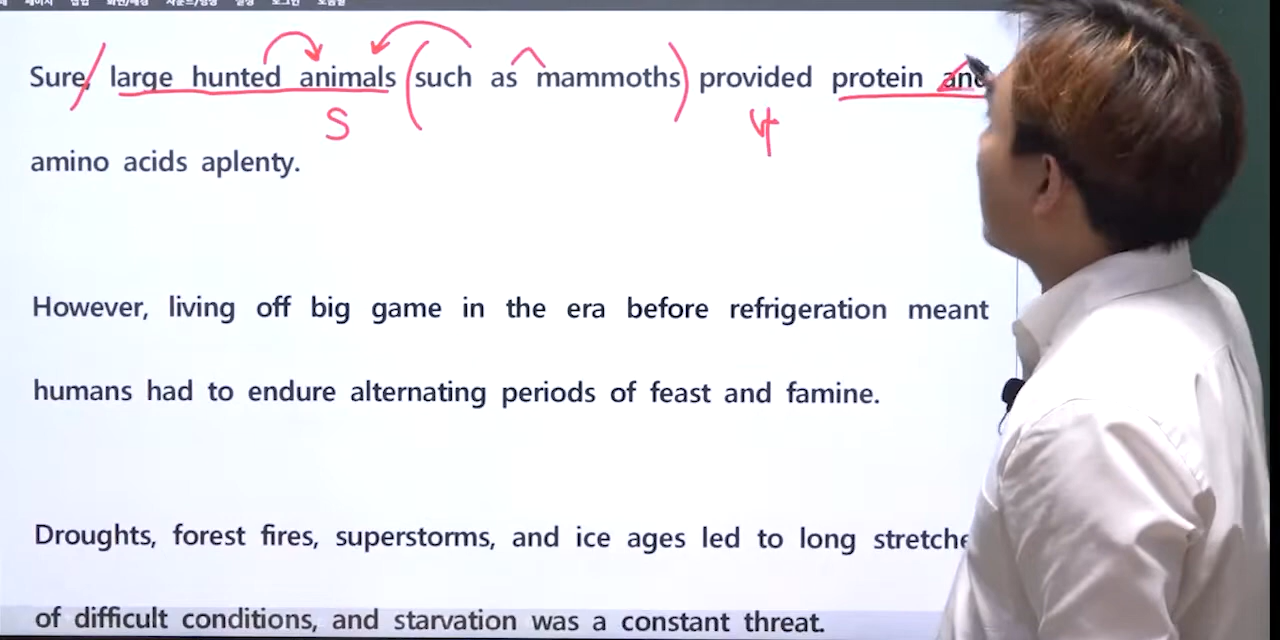 Sure, large hunted animals (such as mammoths) provided protein and
S V
amino acids aplenty.
However, living off big game in the era before refrigeration meant
humans had to endure alternating periods of feast and famine.
Droughts, forest fires, superstorms, and ice ages led to long stretche
of difficult conditions, and starvation was a constant threat.